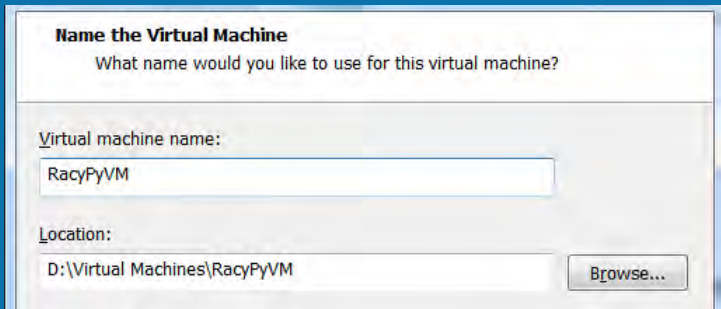 Name the Virtual Machine
What name would you like to use for this virtual machine?
Virtual machine name:
RacyPyVM
Location:
D:\Virtual Machines\RacyPyVM
Browse...